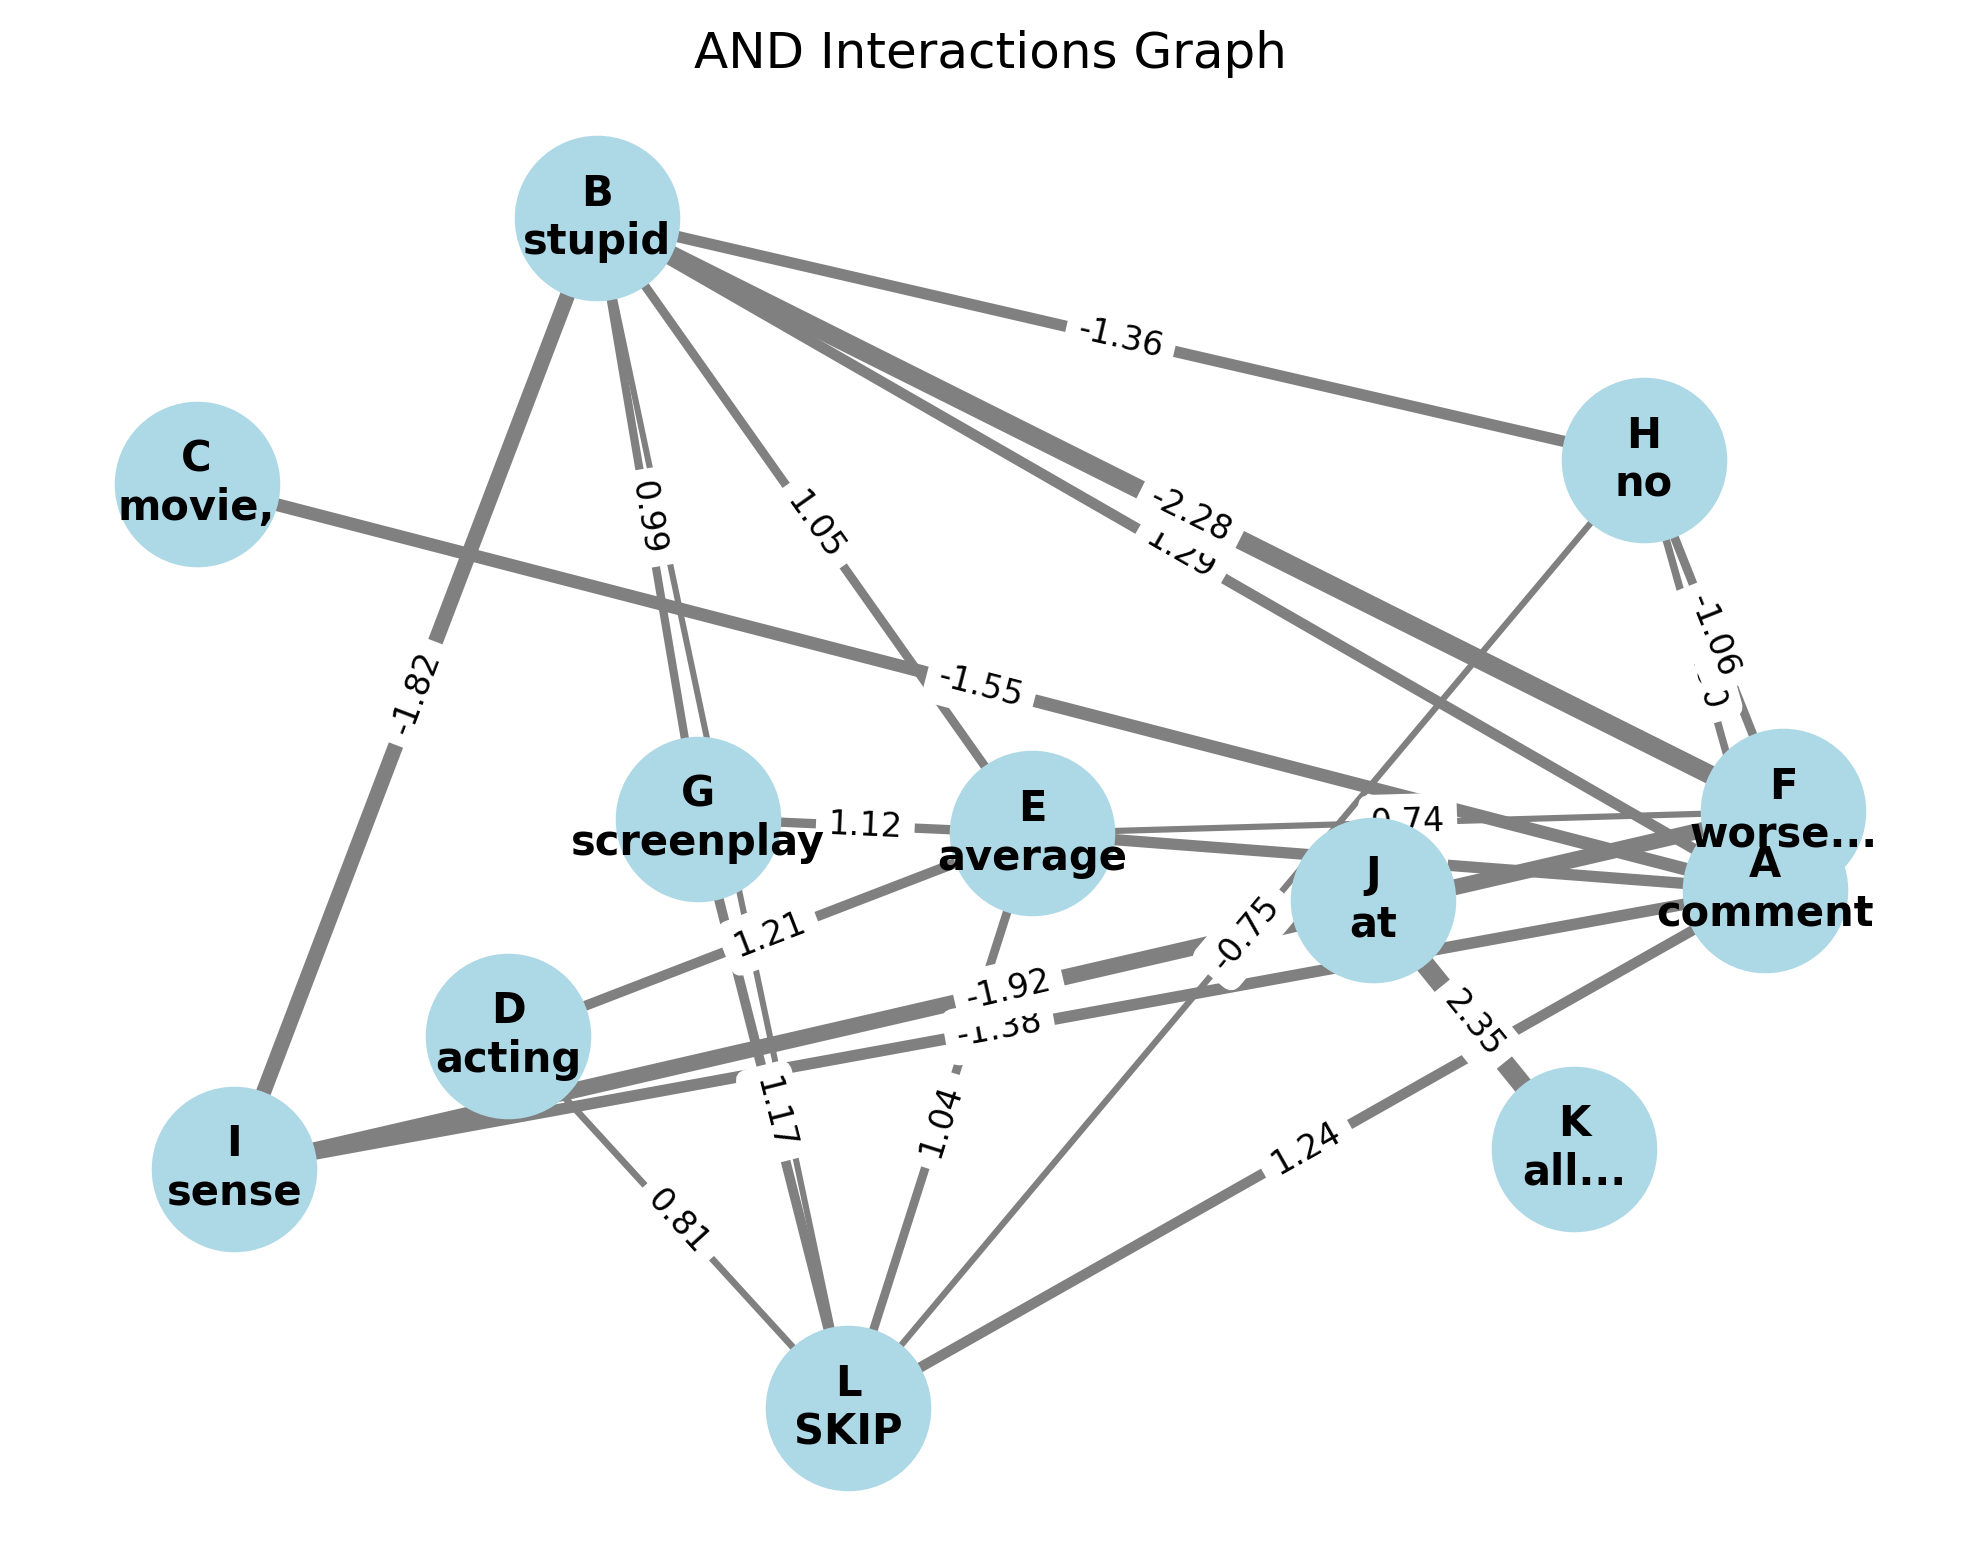 AND Interactions Graph
B
stupid
-1.36
H
no
C
movie,
0.99
1.05
-2.28
1.29
-1.06
-1.82
-1.55
G
screenplay
1.12
E
average
0.74
F
worse...
J
at
A
comment
1.21
-0.75
D
acting
-1.92
-1.38
2.35
I
sense
1.17
1.04
1.24
K
all...
0.81
L
SKIP